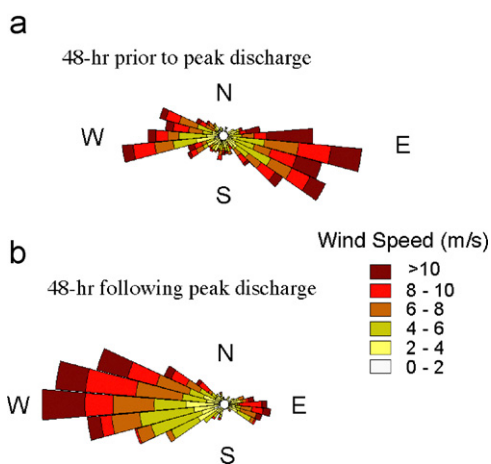 a
48-hr prior to peak discharge
N
W
E
S
Wind Speed (m/s)
b
>10
48-hr following peak discharge
8 - 10
6 - 8
4 - 6
2 - 4
0 - 2
N
W
E
S